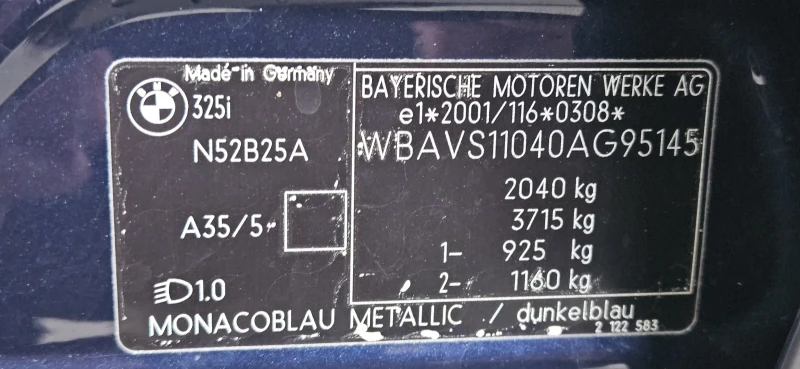 Made in Germany
BMW
325i
N52B25A
A35/5-
1.0
BAYERISCHE MOTOREN WERKE AG
e1*2001/116*0308*
WBAVS11040AG95145
2040 kg
3715 kg
1- 925 kg
2- 1160 kg
MONACOBLAU METALLIC / dunkelblau
2 122 583